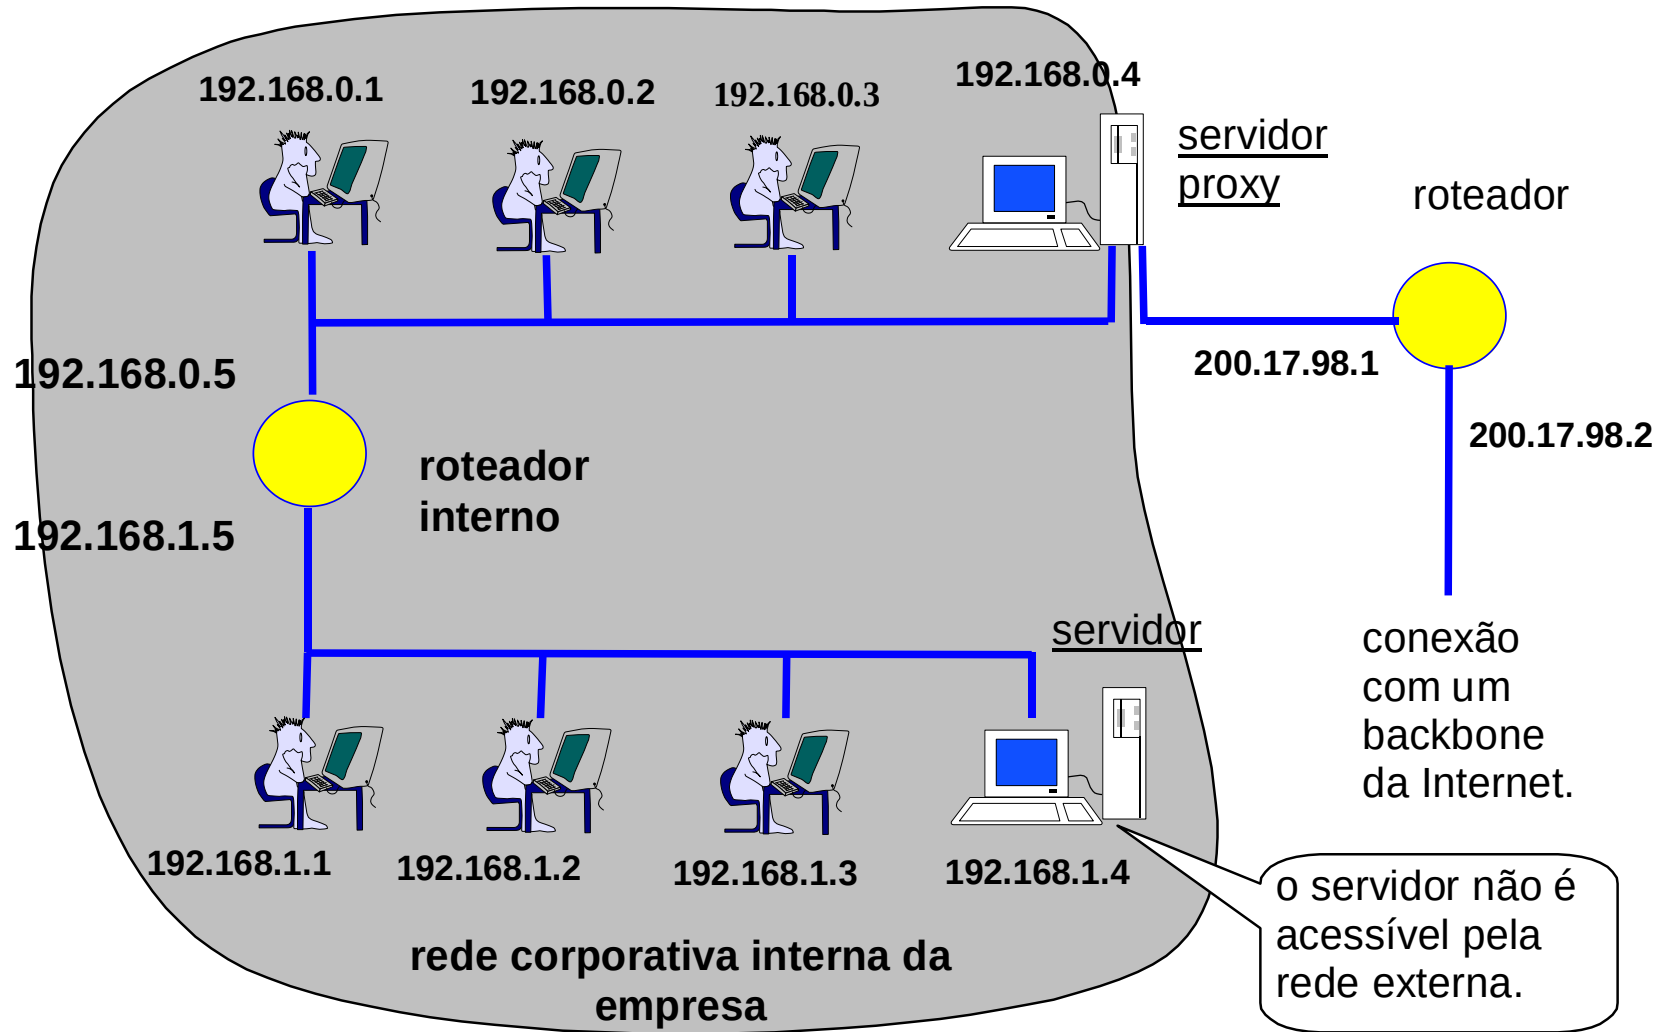 192.168.0.1
192.168.0.2
192.168.0.3
192.168.0.4
servidor
proxy
roteador
192.168.0.5
200.17.98.1
200.17.98.2
roteador
interno
192.168.1.5
servidor
conexão
com um
backbone
da Internet.
192.168.1.1
192.168.1.2
192.168.1.3
192.168.1.4
o servidor não é
acessível pela
rede externa.
rede corporativa interna da
empresa